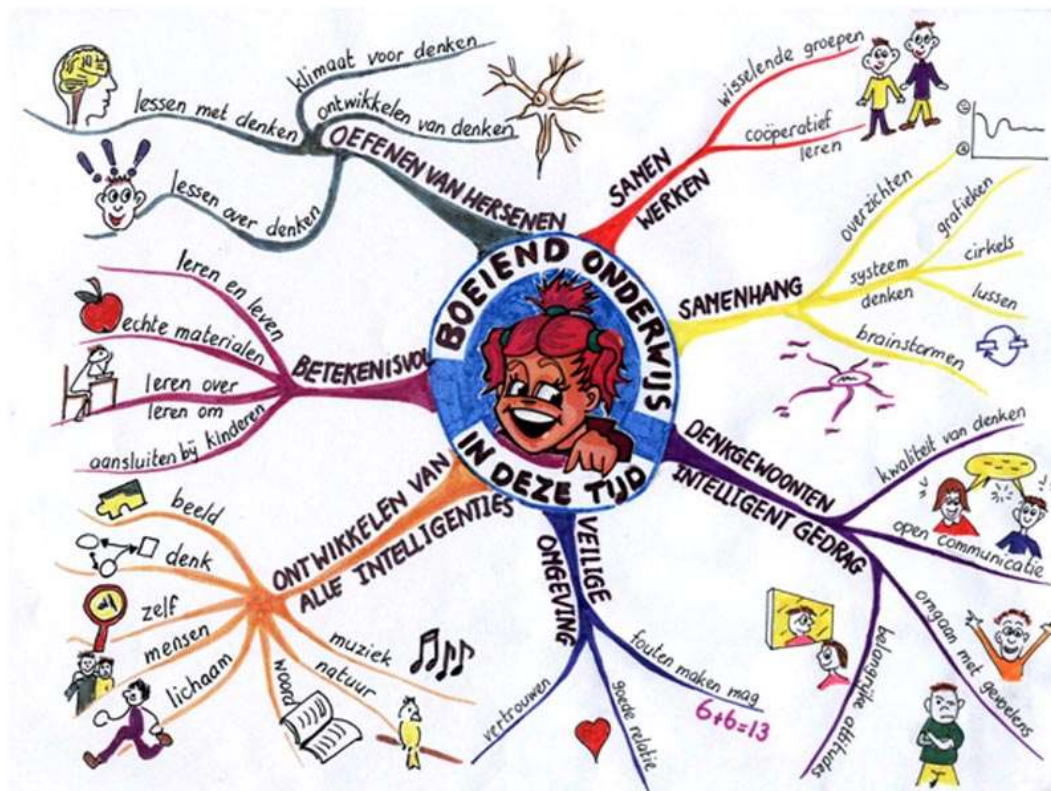 BOEIEND ONDERWIJS
IN DEZE TIJD
OEFENEN VAN HERSENEN
klimaat voor denken
ontwikkelen van denken
lessen met denken
lessen over denken
SAMEN
WERKEN
wisselende groepen
coöperatief
leren
SAMENHANG
overzichten
systeem
denken
grafieken
cirkels
lussen
brainstormen
DENKGEWOONTEN
INTELLIGENT GEDRAG
kwaliteit van denken
open communicatie
omgaan met gevoelens
belangrijke attitudes
VEILIGE
OMGEVING
fouten maken mag
6+6=13
goede relatie
vertrouwen
ONTWIKKELEN VAN
ALLE INTELLIGENTIES
beeld
denk
zelf
mensen
lichaam
woord
natuur
muziek
BETEKENISVOL
leren en leven
echte materialen
leren over
leren om
aansluiten bij kinderen